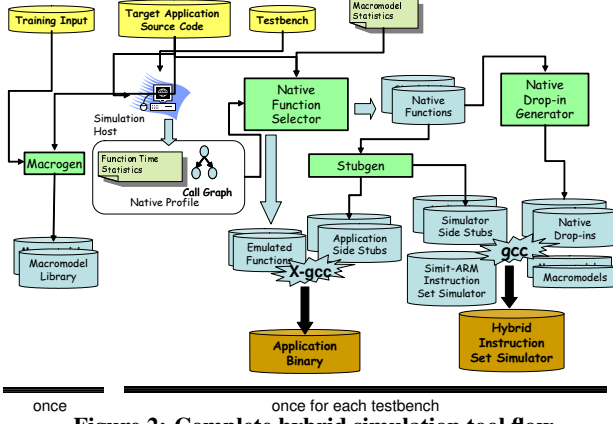 Macromodel
Statistics
Training Input
Target Application
Source Code
Testbench
Simulation
Host
Native
Function
Selector
Native
Functions
Native
Drop-in
Generator
Macrogen
Function Time
Statistics
Call Graph
Native Profile
Stubgen
Macromodel
Library
Emulated
Functions
Application
Side Stubs
X-gcc
Simulator
Side Stubs
Native
Drop-ins
gcc
Simit-ARM
Instruction
Set Simulator
Macromodels
Application
Binary
Hybrid
Instruction
Set Simulator
once
once for each testbench
Figure 2: Complete hybrid simulation tool flow